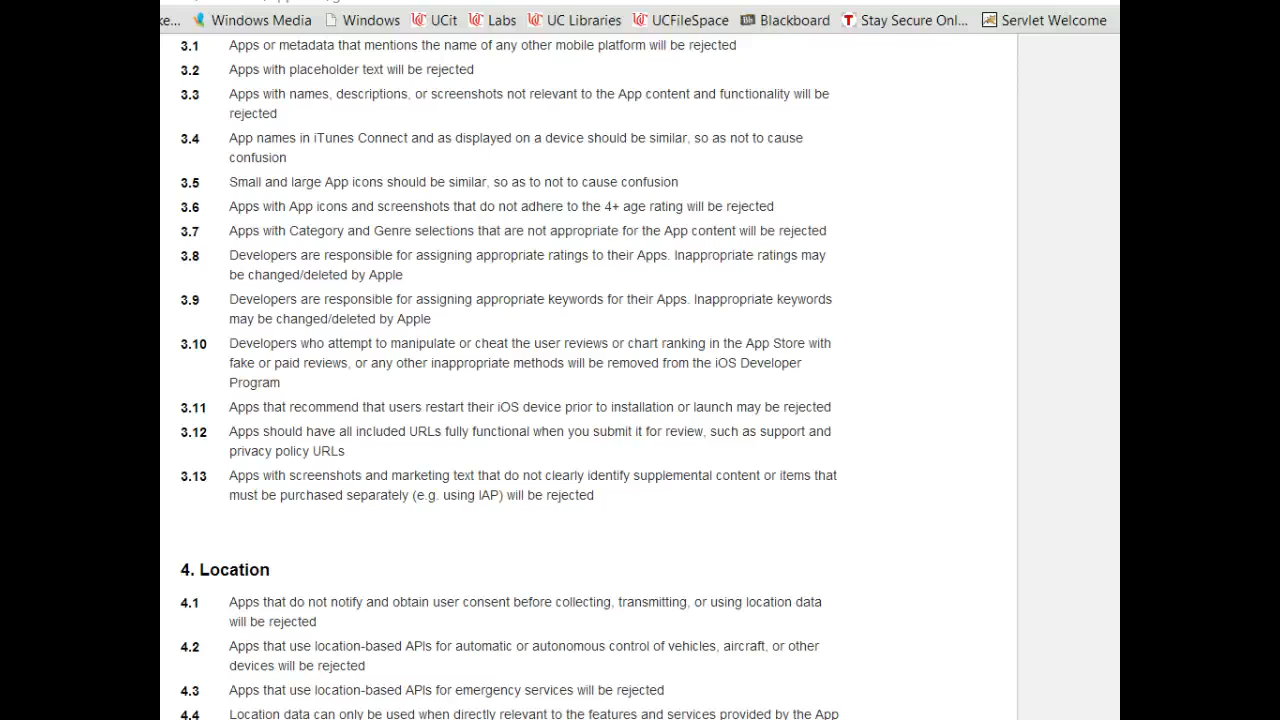 ke... Windows Media Windows UCit Labs UC Libraries UCFileSpace Bb Blackboard T Stay Secure Onl... Servlet Welcome
3.1 Apps or metadata that mentions the name of any other mobile platform will be rejected
3.2 Apps with placeholder text will be rejected
3.3 Apps with names, descriptions, or screenshots not relevant to the App content and functionality will be
rejected
3.4 App names in iTunes Connect and as displayed on a device should be similar, so as not to cause
confusion
3.5 Small and large App icons should be similar, so as to not to cause confusion
3.6 Apps with App icons and screenshots that do not adhere to the 4+ age rating will be rejected
3.7 Apps with Category and Genre selections that are not appropriate for the App content will be rejected
3.8 Developers are responsible for assigning appropriate ratings to their Apps. Inappropriate ratings may
be changed/deleted by Apple
3.9 Developers are responsible for assigning appropriate keywords for their Apps. Inappropriate keywords
may be changed/deleted by Apple
3.10 Developers who attempt to manipulate or cheat the user reviews or chart ranking in the App Store with
fake or paid reviews, or any other inappropriate methods will be removed from the iOS Developer
Program
3.11 Apps that recommend that users restart their iOS device prior to installation or launch may be rejected
3.12 Apps should have all included URLs fully functional when you submit it for review, such as support and
privacy policy URLs
3.13 Apps with screenshots and marketing text that do not clearly identify supplemental content or items that
must be purchased separately (e.g. using IAP) will be rejected
4. Location
4.1 Apps that do not notify and obtain user consent before collecting, transmitting, or using location data
will be rejected
4.2 Apps that use location-based APIs for automatic or autonomous control of vehicles, aircraft, or other
devices will be rejected
4.3 Apps that use location-based APIs for emergency services will be rejected
4.4 Location data can only be used when directly relevant to the features and services provided by the App